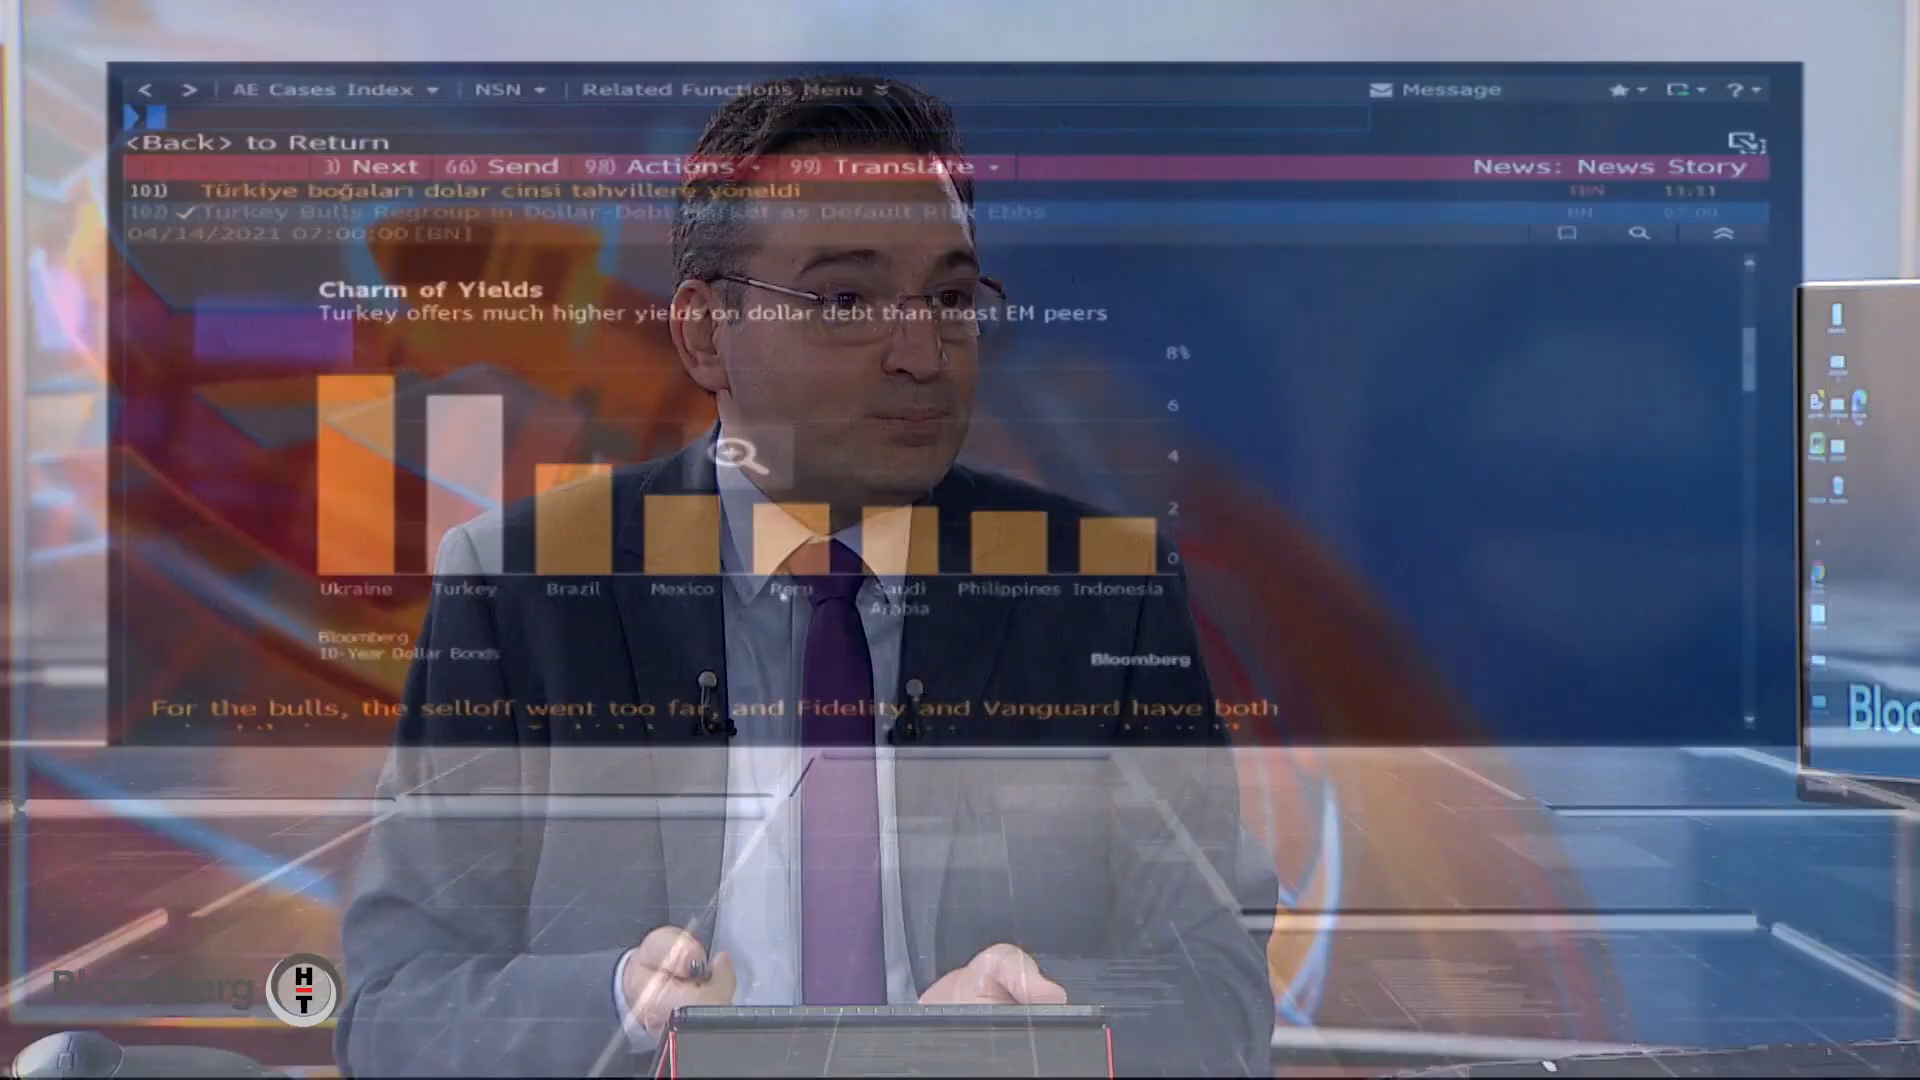 AE Cases Index
NSN
Related Functions Menu
Message
?
<Back> to Return
3) Next
66) Send
98) Actions
99) Translate
News: News Story
101) Türkiye boğaları dolar cinsi tahvillere yöneldi
11:11
102) Turkey Bulls Regroup in Dollar-Debt Market as Default Risk Ebbs
BN
07:00
04/14/2021 07:00:00 [BN]
Charm of Yields
Turkey offers much higher yields on dollar debt than most EM peers
8%
6
4
2
0
Ukraine
Turkey
Brazil
Mexico
Peru
Saudi Arabia
Philippines
Indonesia
Bloomberg
10-Year Dollar Bonds
Bloomberg
For the bulls, the selloff went too far, and Fidelity and Vanguard have both
Bloo
Bloomberg HT